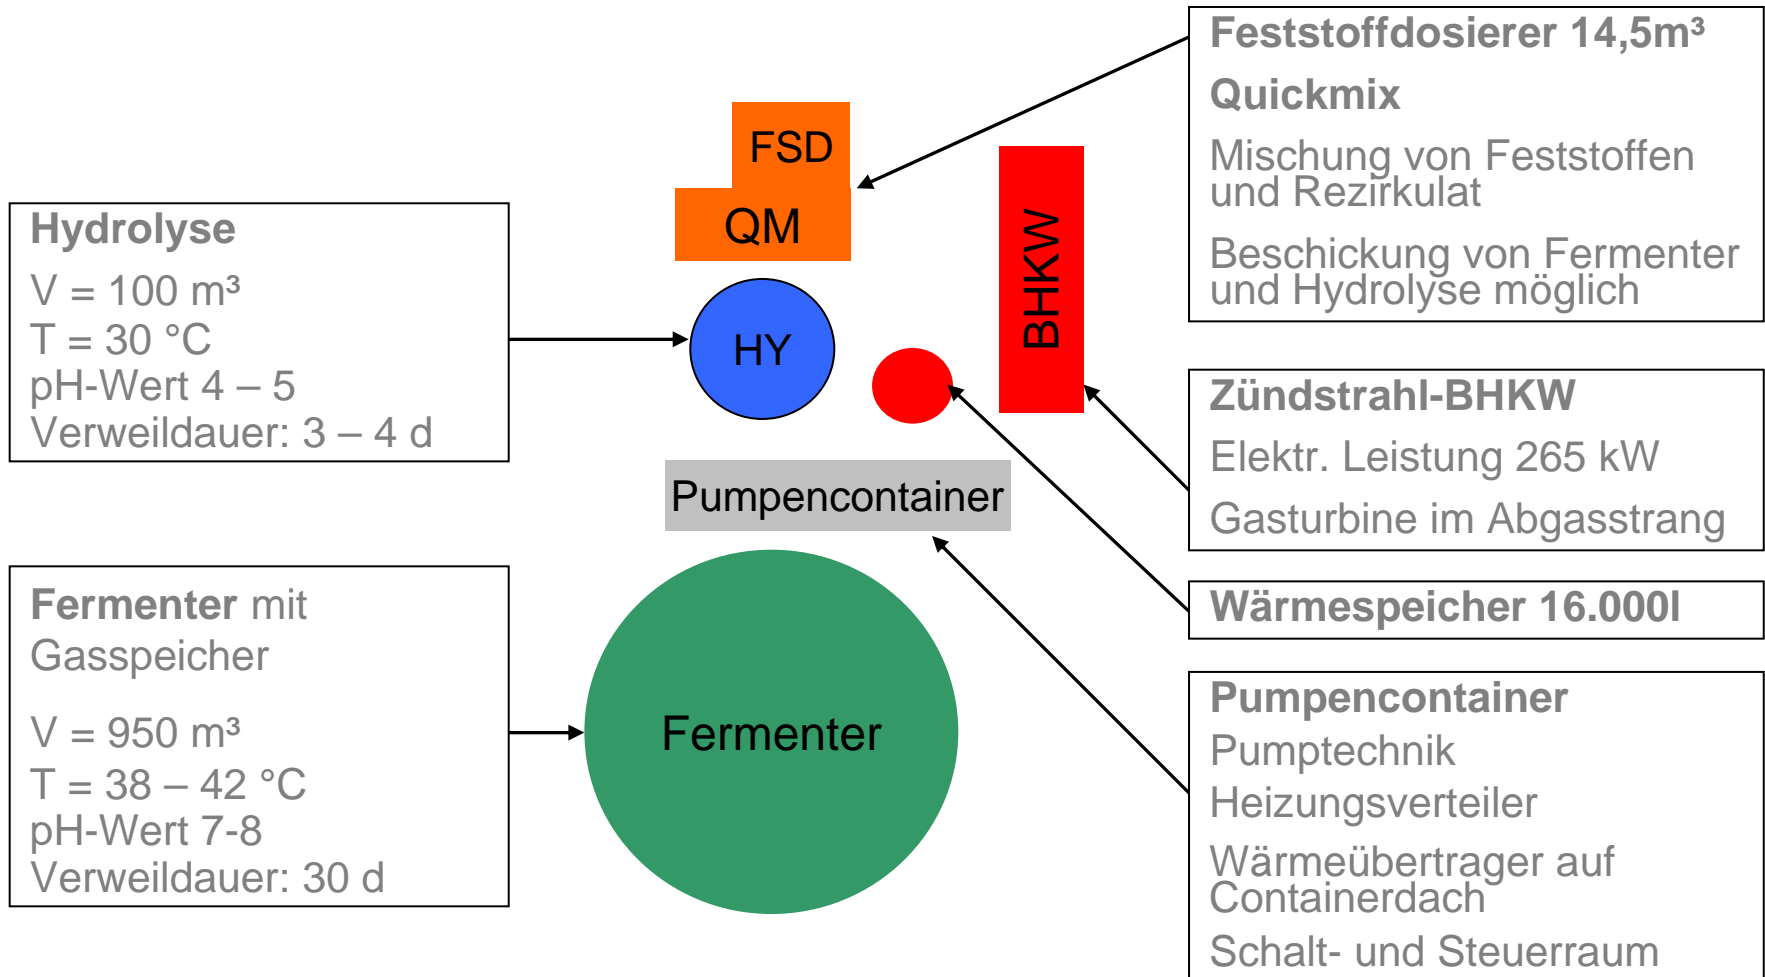 Feststoffdosierer 14,5m³
Quickmix
Mischung von Feststoffen
und Rezirkulat
Beschickung von Fermenter
und Hydrolyse möglich
FSD
QM
BHKW
Hydrolyse
V = 100 m³
T = 30 °C
pH-Wert 4 – 5
Verweildauer: 3 – 4 d
HY
Zündstrahl-BHKW
Elektr. Leistung 265 kW
Gasturbine im Abgasstrang
Pumpencontainer
Fermenter mit
Gasspeicher
V = 950 m³
T = 38 – 42 °C
pH-Wert 7-8
Verweildauer: 30 d
Fermenter
Wärmespeicher 16.000l
Pumpencontainer
Pumptechnik
Heizungsverteiler
Wärmeübertrager auf
Containerdach
Schalt- und Steuerraum